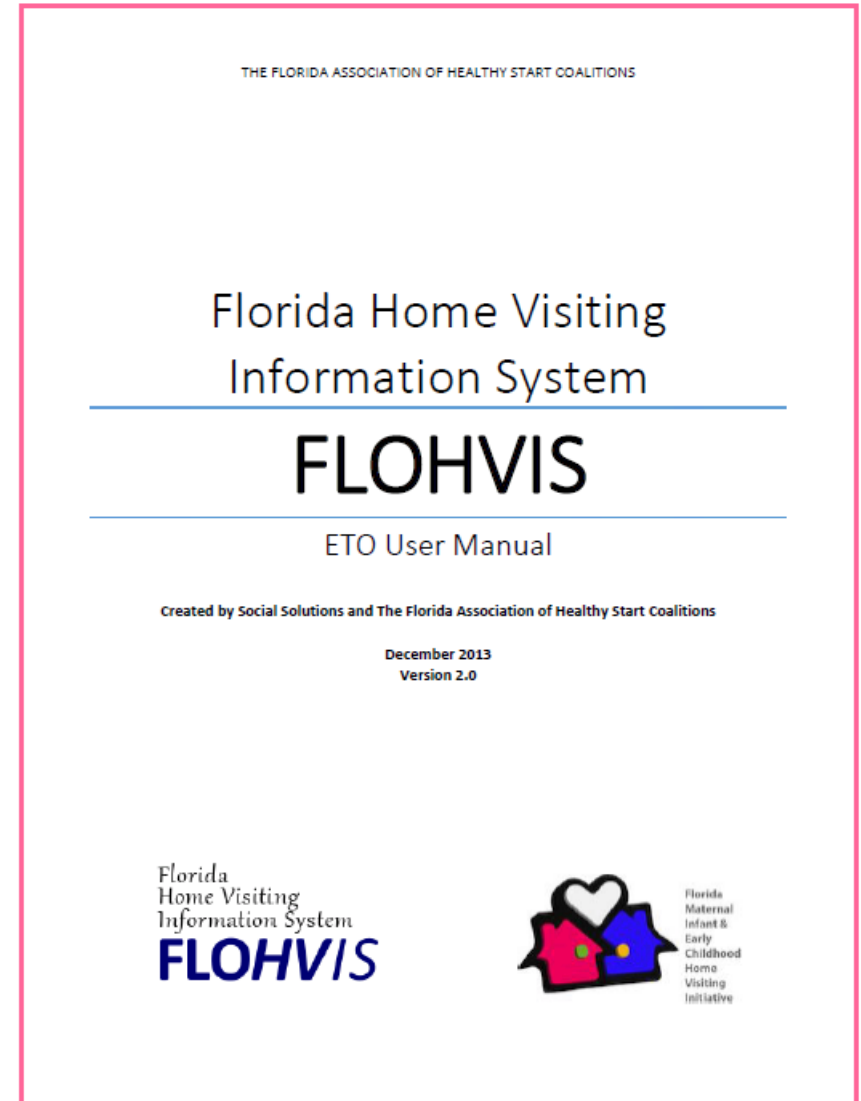 THE FLORIDA ASSOCIATION OF HEALTHY START COALITIONS
Florida Home Visiting
Information System
FLOHVIS
ETO User Manual
Created by Social Solutions and The Florida Association of Healthy Start Coalitions
December 2013
Version 2.0
Florida
Home Visiting
Information System
FLOHVIS
Florida
Maternal
Infant &
Early
Childhood
Home
Visiting
Initiative